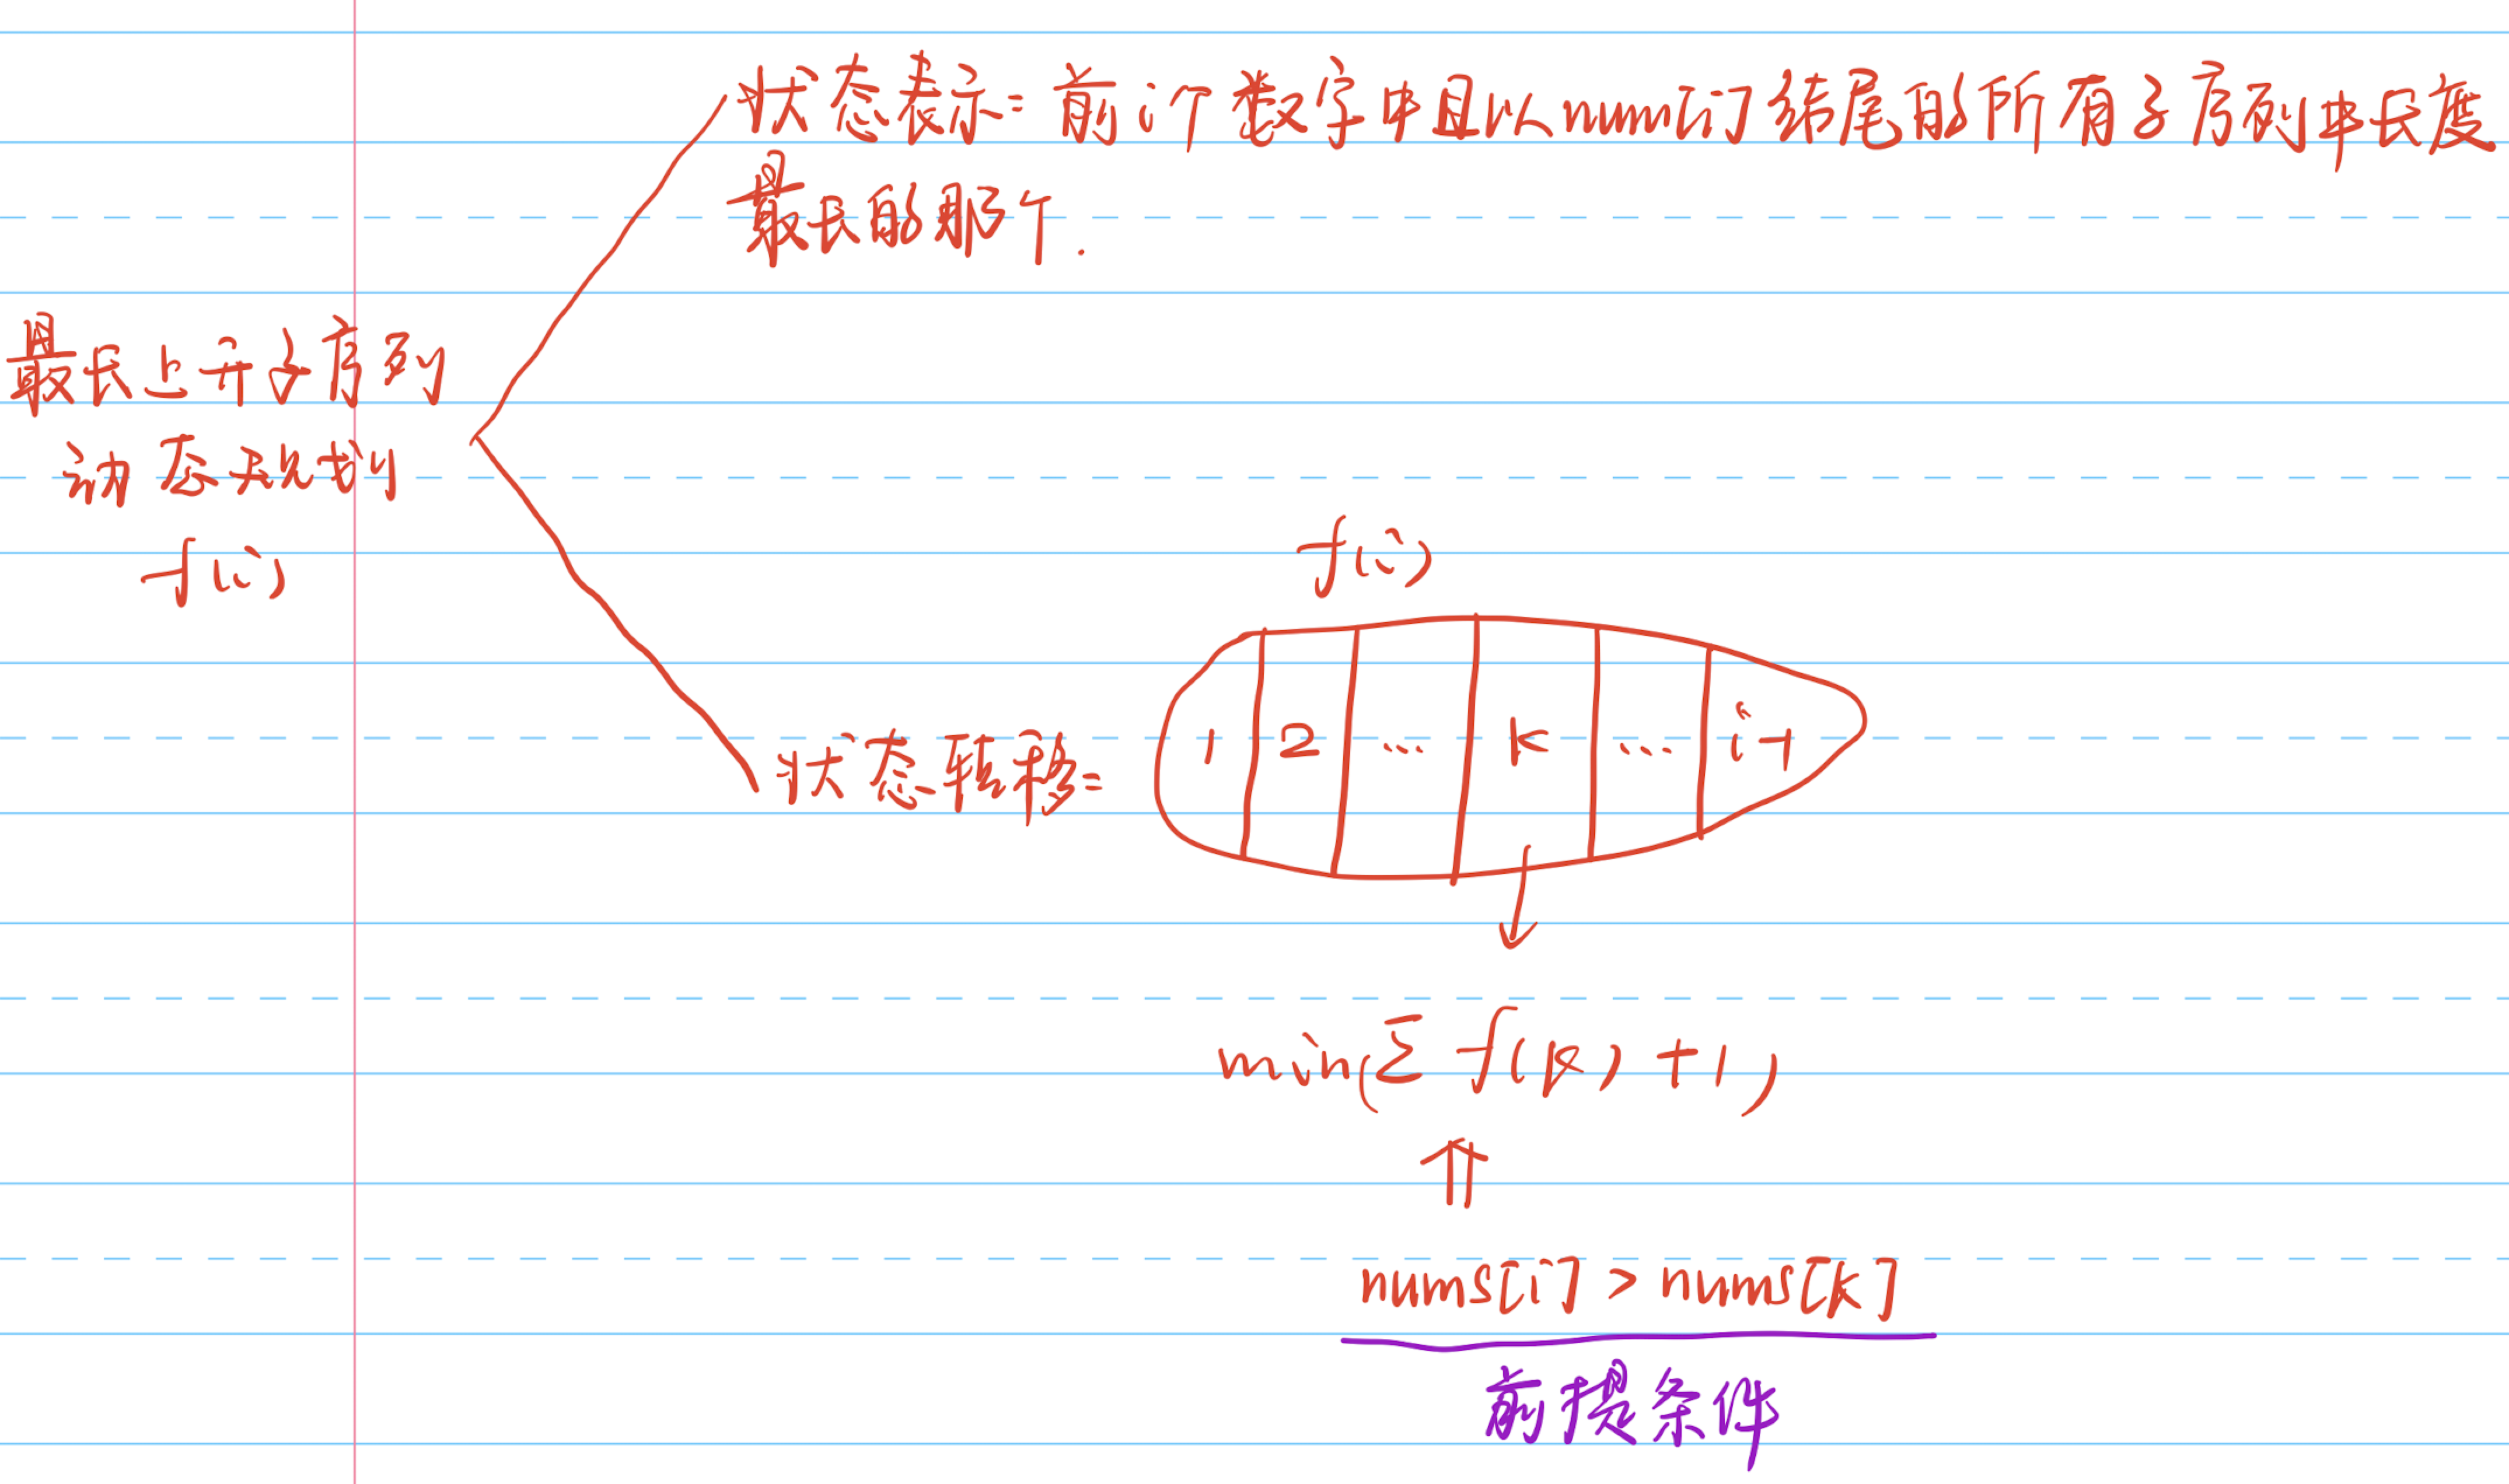 状态表示: 前i个数字中且以num[i]结尾的所有子序列中长度
最长的那个.
最长上升子序列
动态规划
f(i)
f(i)
状态转移:
1 2 ... k ... i-1
min(Σ f(k) +1)
nums[i] > nums[k]
前提条件